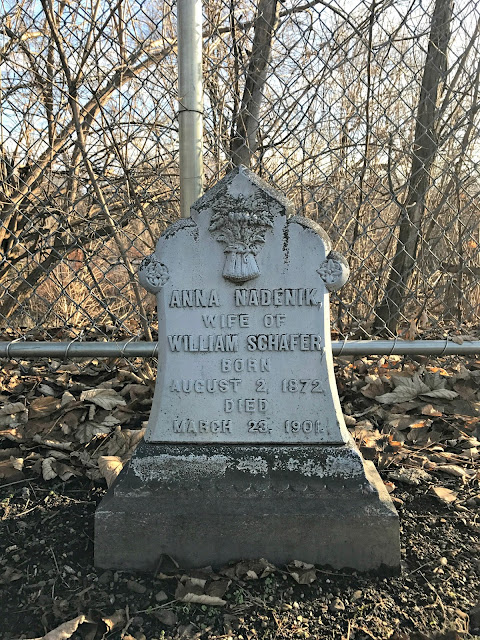 ANNA NADENIK,
WIFE OF
WILLIAM SCHAFER,
BORN
AUGUST 2, 1872,
DIED
MARCH 23, 1901.